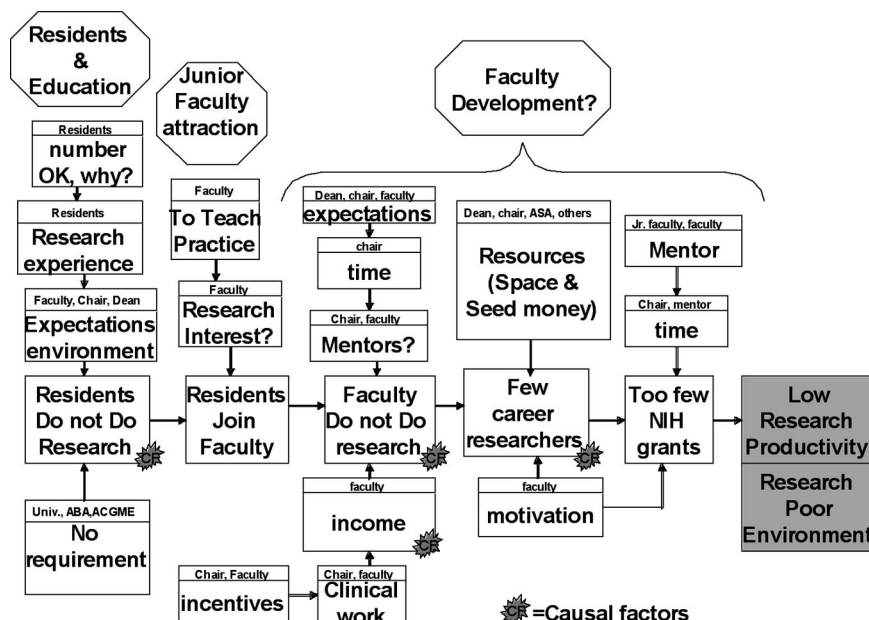 Residents
&
Education
Junior
Faculty
attraction
Faculty
Development?
Residents
number
OK, why?
Residents
Research
experience
Faculty, Chair, Dean
Expectations
environment
Residents
Do not Do
Research
CF
Univ., ABA,ACGME
No
requirement
Faculty
To Teach
Practice
Faculty
Research
Interest?
Residents
Join
Faculty
Dean, chair, faculty
expectations
chair
time
Chair, faculty
Mentors?
Faculty
Do not Do
research
CF
faculty
income
CF
Chair, Faculty
incentives
Chair, faculty
Clinical
work
Dean, chair, ASA, others
Resources
(Space &
Seed money)
Few
career
researchers
CF
faculty
motivation
Jr. faculty, faculty
Mentor
Chair, mentor
time
Too few
NIH
grants
Low
Research
Productivity
Research
Poor
Environment
CF =Causal factors